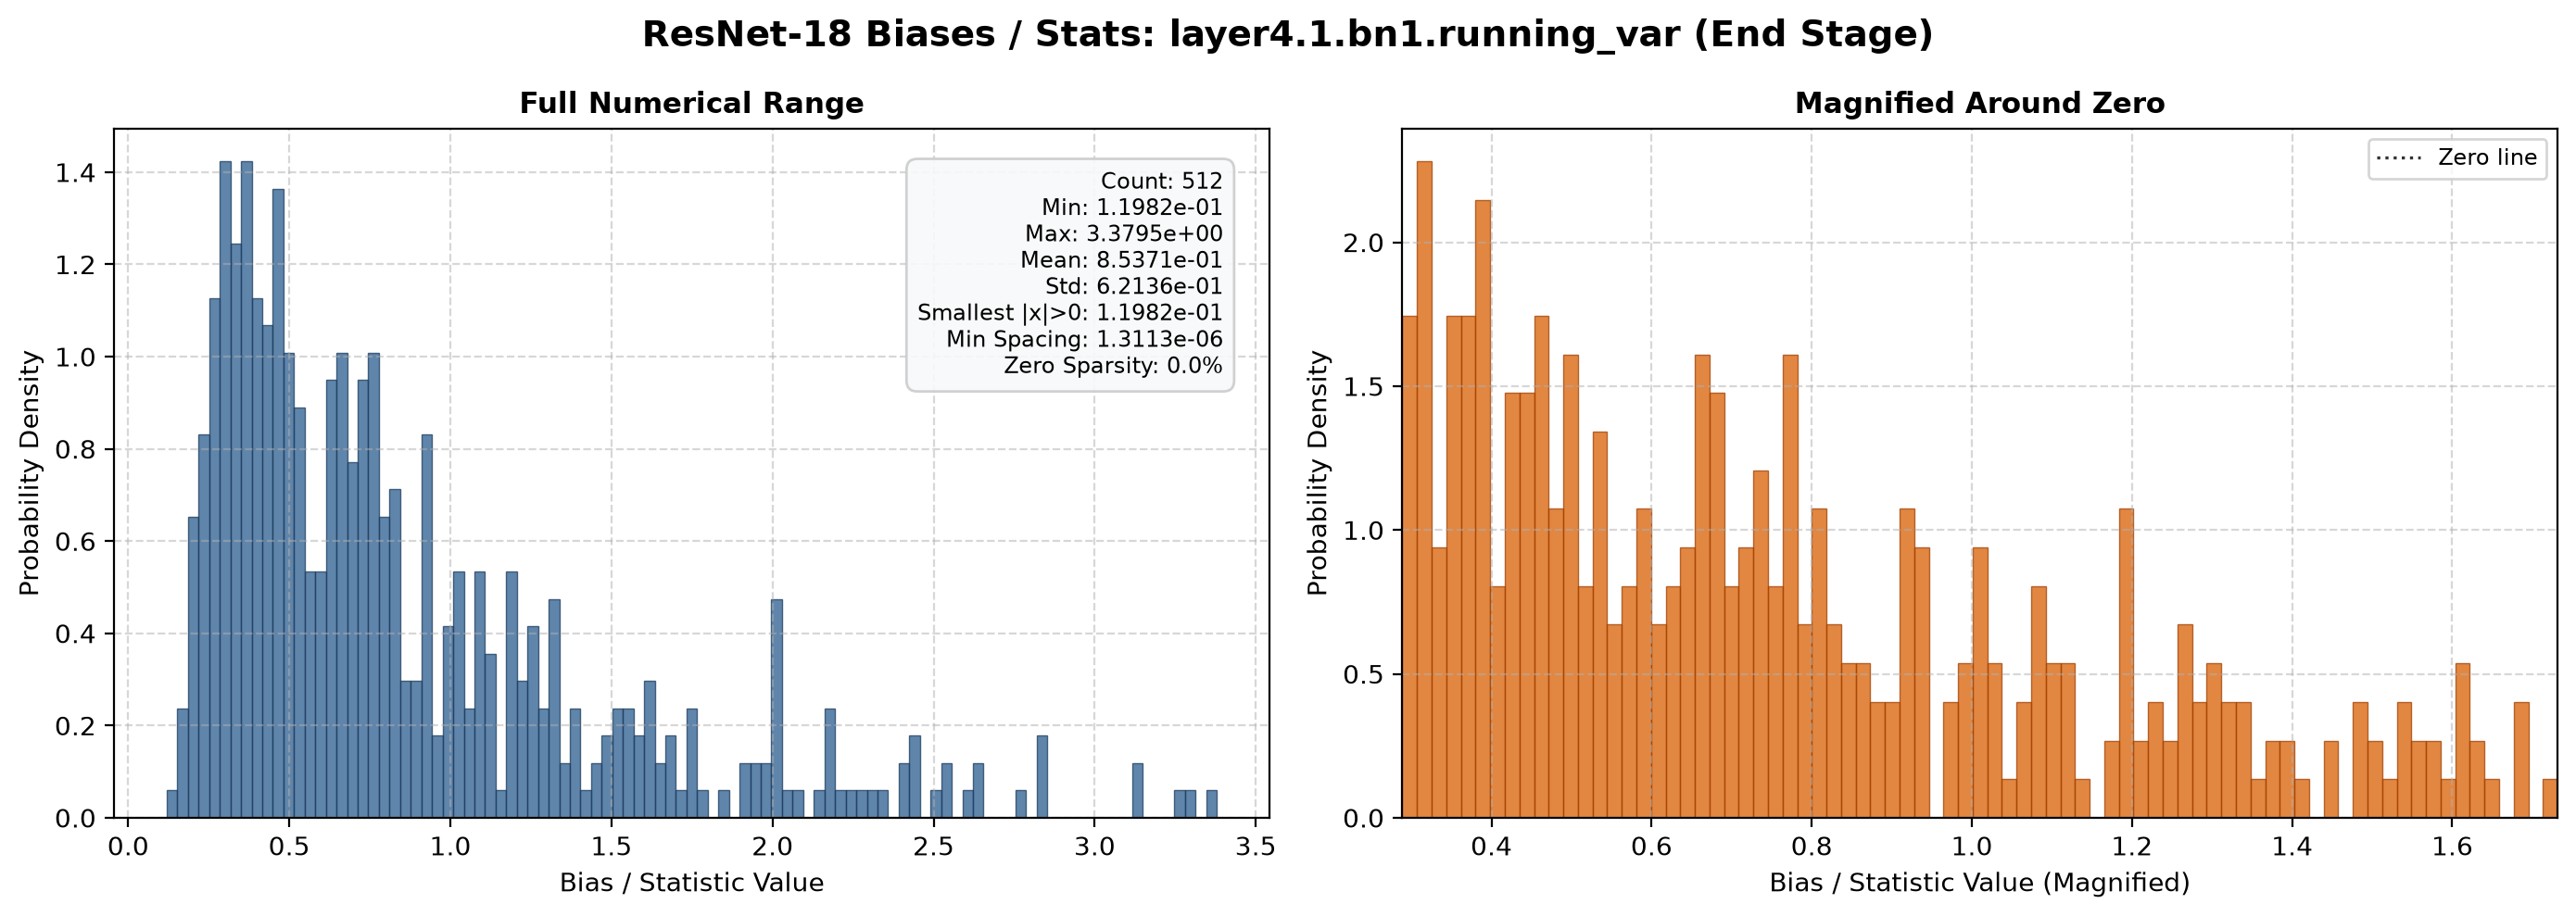 ResNet-18 Biases / Stats: layer4.1.bn1.running_var (End Stage)
Full Numerical Range
Probability Density
1.4
1.2
1.0
0.8
0.6
0.4
0.2
0.0
Count: 512
Min: 1.1982e-01
Max: 3.3795e+00
Mean: 8.5371e-01
Std: 6.2136e-01
Smallest |x|>0: 1.1982e-01
Min Spacing: 1.3113e-06
Zero Sparsity: 0.0%
0.0 0.5 1.0 1.5 2.0 2.5 3.0 3.5
Bias / Statistic Value
Magnified Around Zero
Probability Density
2.0
1.5
1.0
0.5
0.0
Zero line
0.4 0.6 0.8 1.0 1.2 1.4 1.6
Bias / Statistic Value (Magnified)